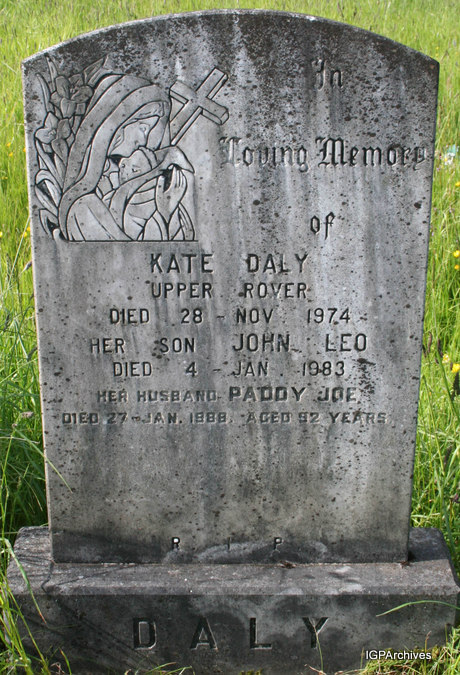 In
Loving Memory
of
KATE DALY
UPPER ROVER
DIED 28 - NOV 1974
HER SON JOHN LEO
DIED 4 - JAN 1983
HER HUSBAND PADDY JOE
DIED 27-JAN. 1988. AGED 92 YEARS
R I P
DALY
IGPArchives